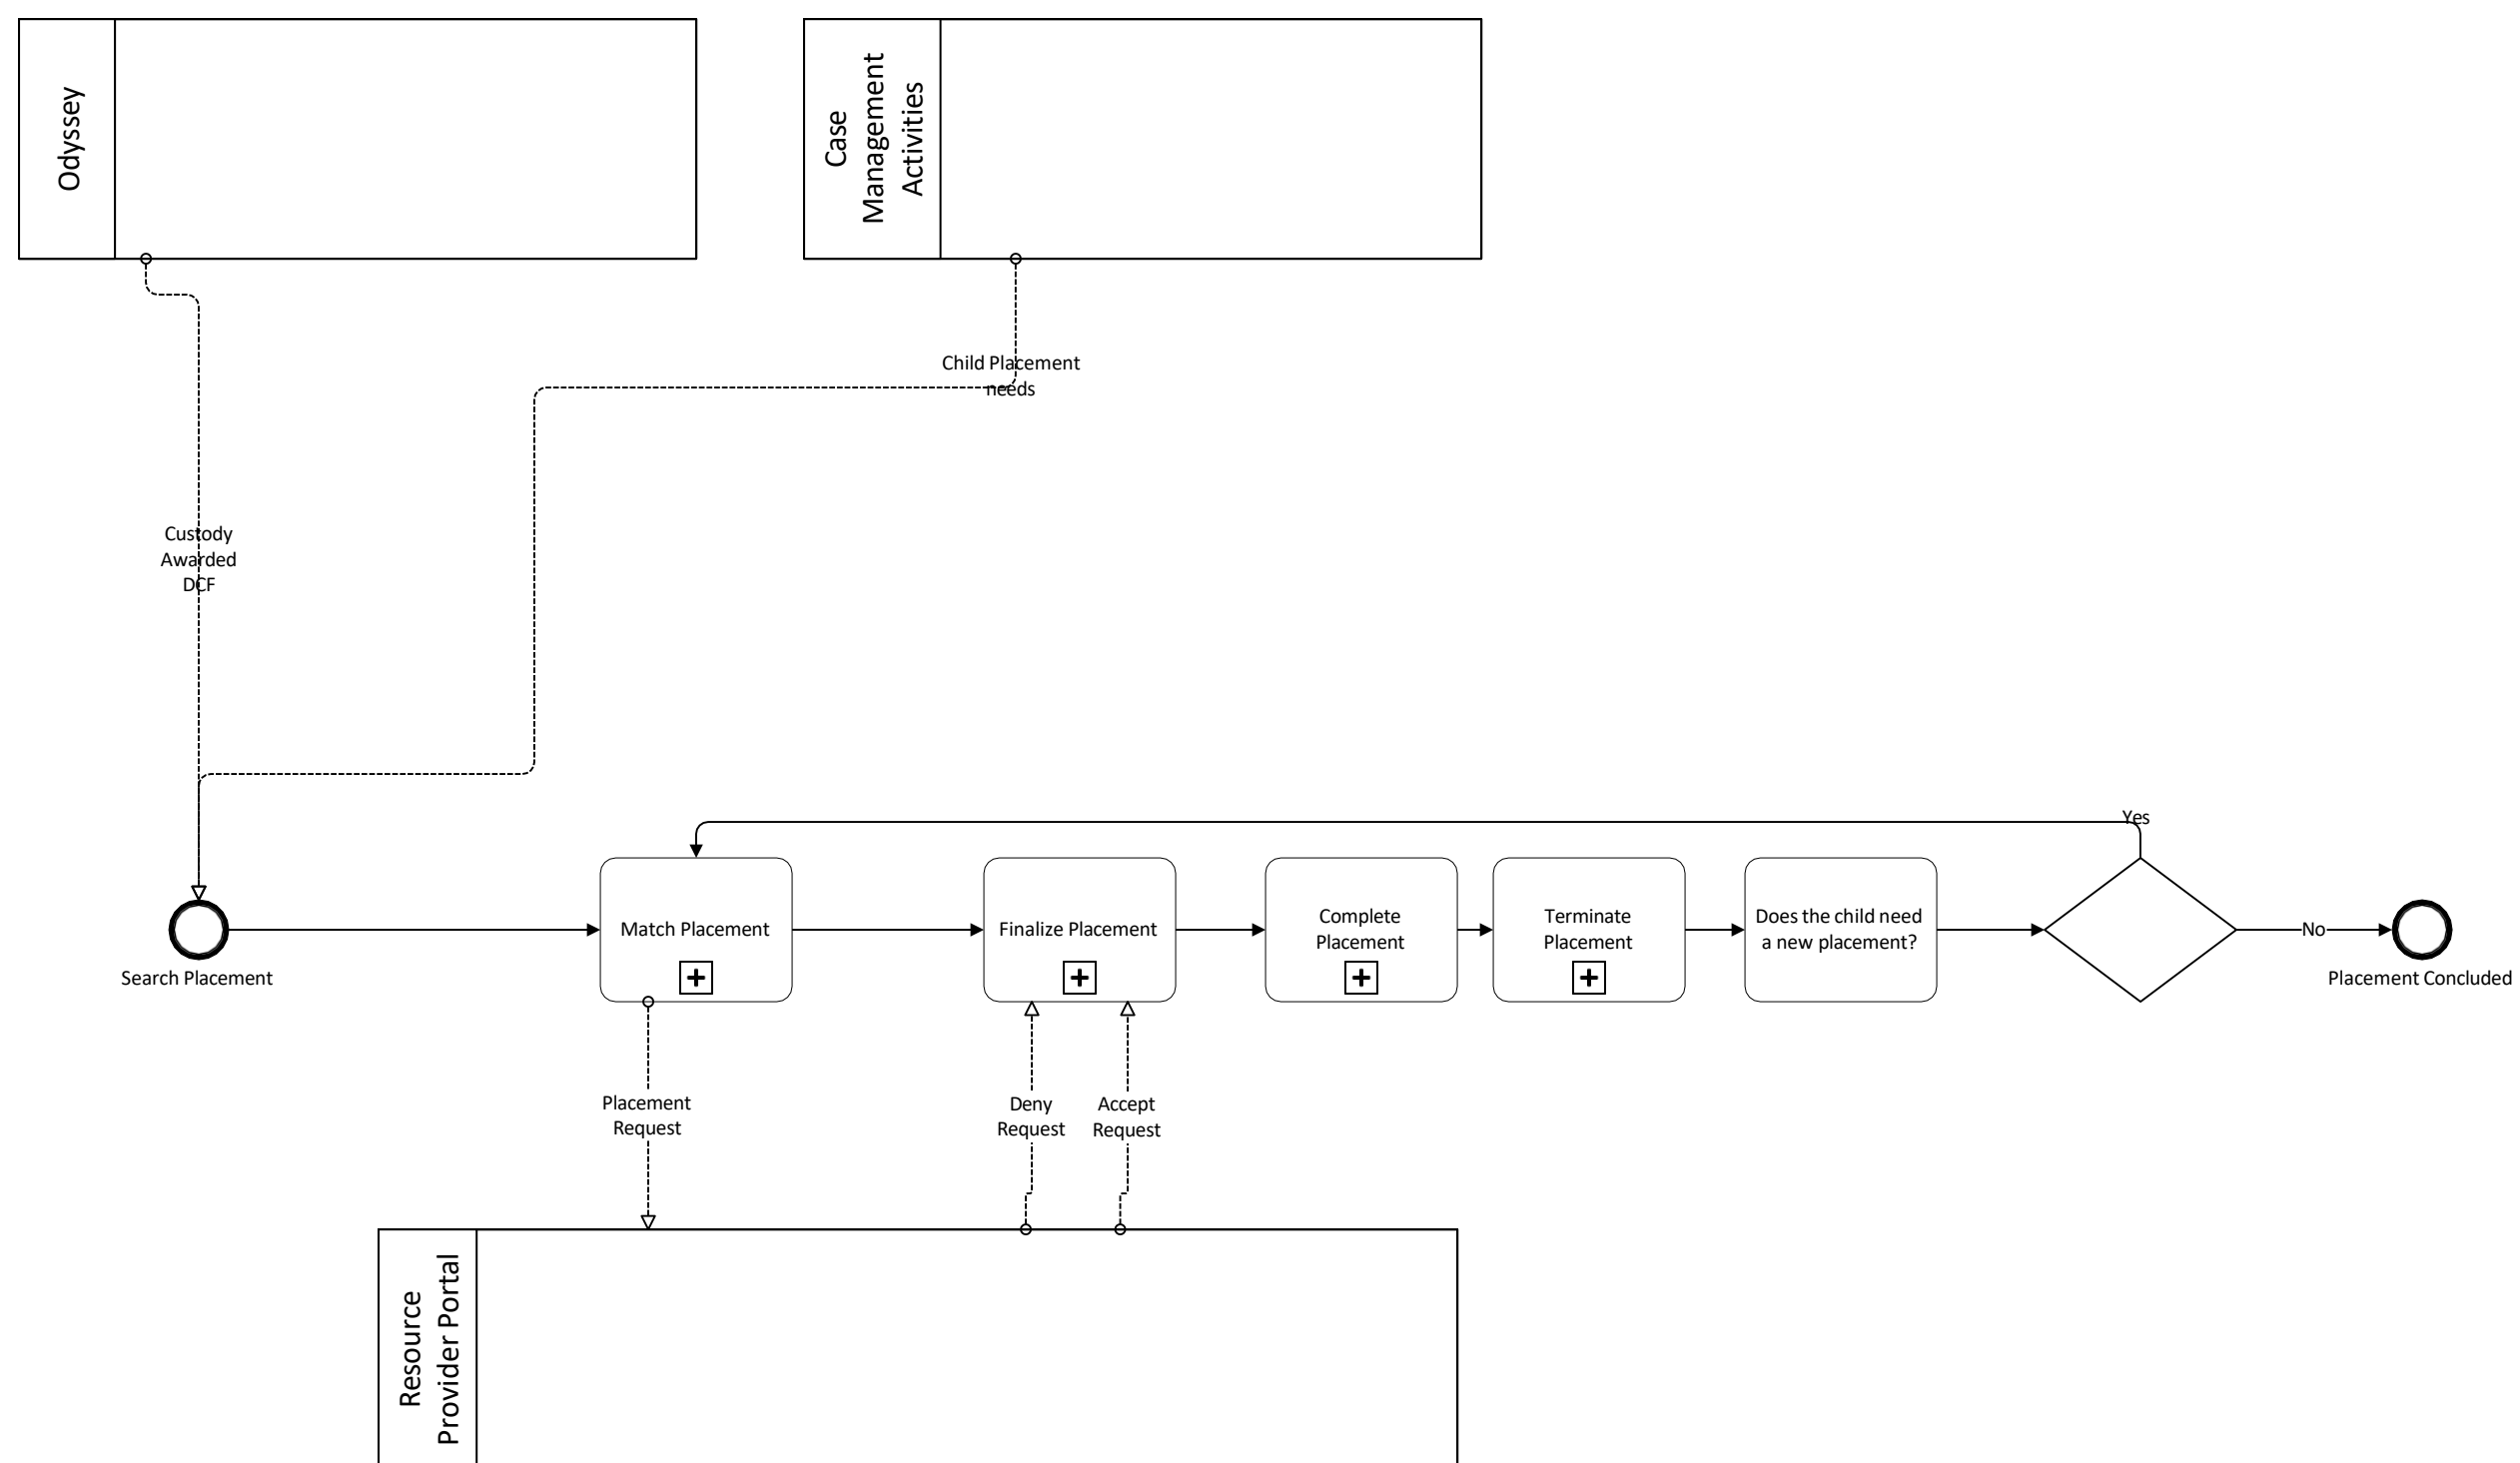 Odyssey
Case
Management
Activities
Child Placement
needs
Custody
Awarded
DCF
Yes
Match Placement
Finalize Placement
Complete
Placement
Terminate
Placement
Does the child need
a new placement?
No
Search Placement
Placement Concluded
Placement
Request
Deny
Request
Accept
Request
Resource
Provider Portal